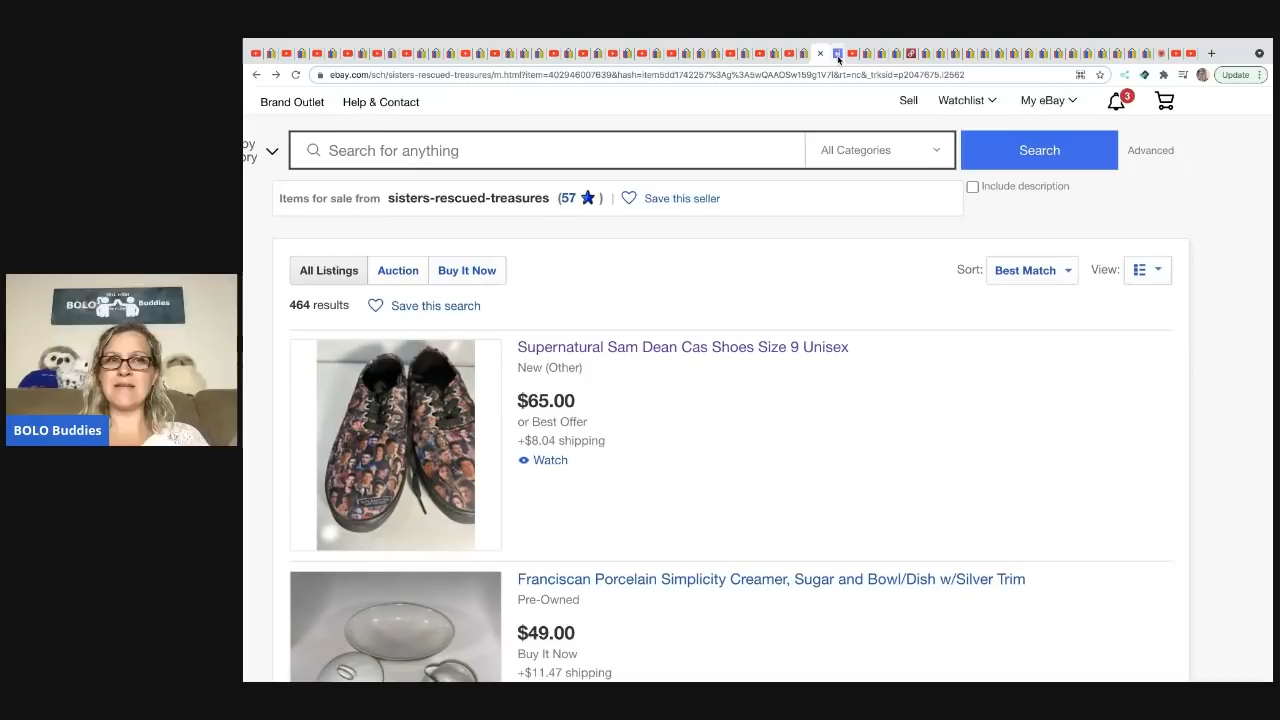 ebay.com/sch/sisters-rescued-treasures/m.html?item=402946007639&hash=item5dd1742257%3Ag%3A5wQAAOSw159g1V7l&rt=nc&_trksid=p2047675.l2562
Update
Brand Outlet Help & Contact
Sell Watchlist My eBay 3
Search for anything All Categories Search Advanced
Include description
Items for sale from sisters-rescued-treasures (57 ) | Save this seller
All Listings Auction Buy It Now Sort: Best Match View:
464 results Save this search
Supernatural Sam Dean Cas Shoes Size 9 Unisex
New (Other)
$65.00
or Best Offer
+$8.04 shipping
Watch
Franciscan Porcelain Simplicity Creamer, Sugar and Bowl/Dish w/Silver Trim
Pre-Owned
$49.00
Buy It Now
+$11.47 shipping
BOLO Buddies
BOLO Buddies